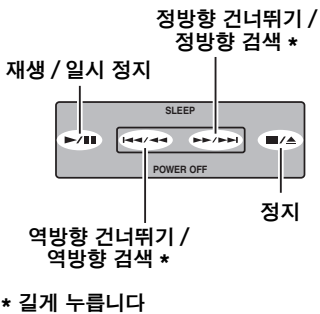 정방향 건너뛰기 /
정방향 검색 *
재생 / 일시 정지
SLEEP
POWER OFF
정지
역방향 건너뛰기 /
역방향 검색 *
* 길게 누릅니다